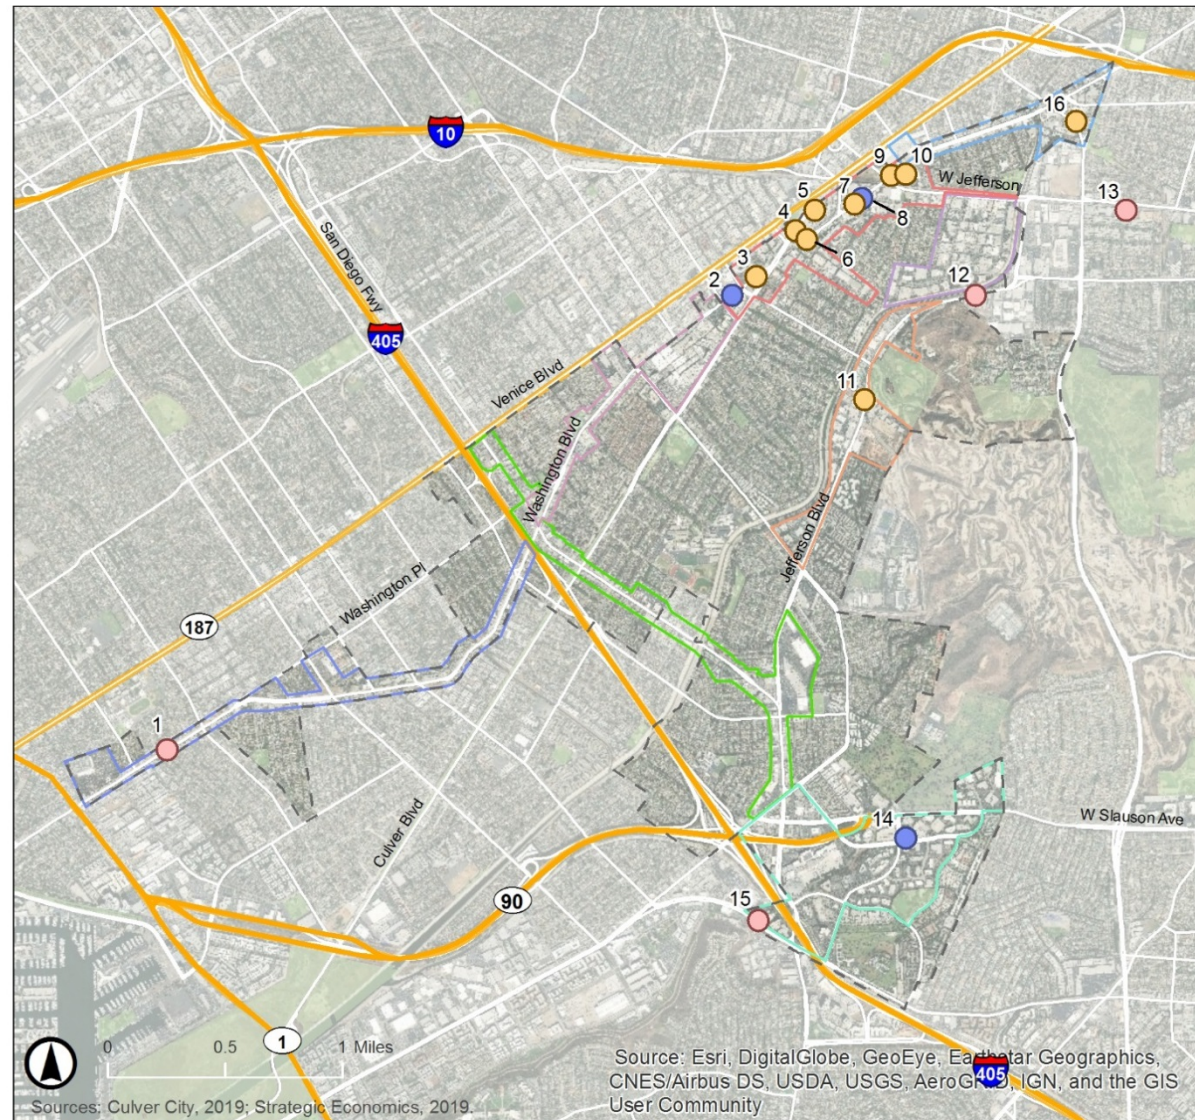 10
16
9
10
W Jefferson
5
7
13
4
8
San Diego Fwy
3
6
2
12
405
Venice Blvd
11
Washington Blvd
Jefferson Blvd
Washington Pl
187
1
W Slauson Ave
14
Culver Blvd
90
15
1
0 0.5 1 Miles
405
Source: Esri, DigitalGlobe, GeoEye, Earthstar Geographics,
CNES/Airbus DS, USDA, USGS, AeroGRID, IGN, and the GIS
User Community
Sources: Culver City, 2019; Strategic Economics, 2019.